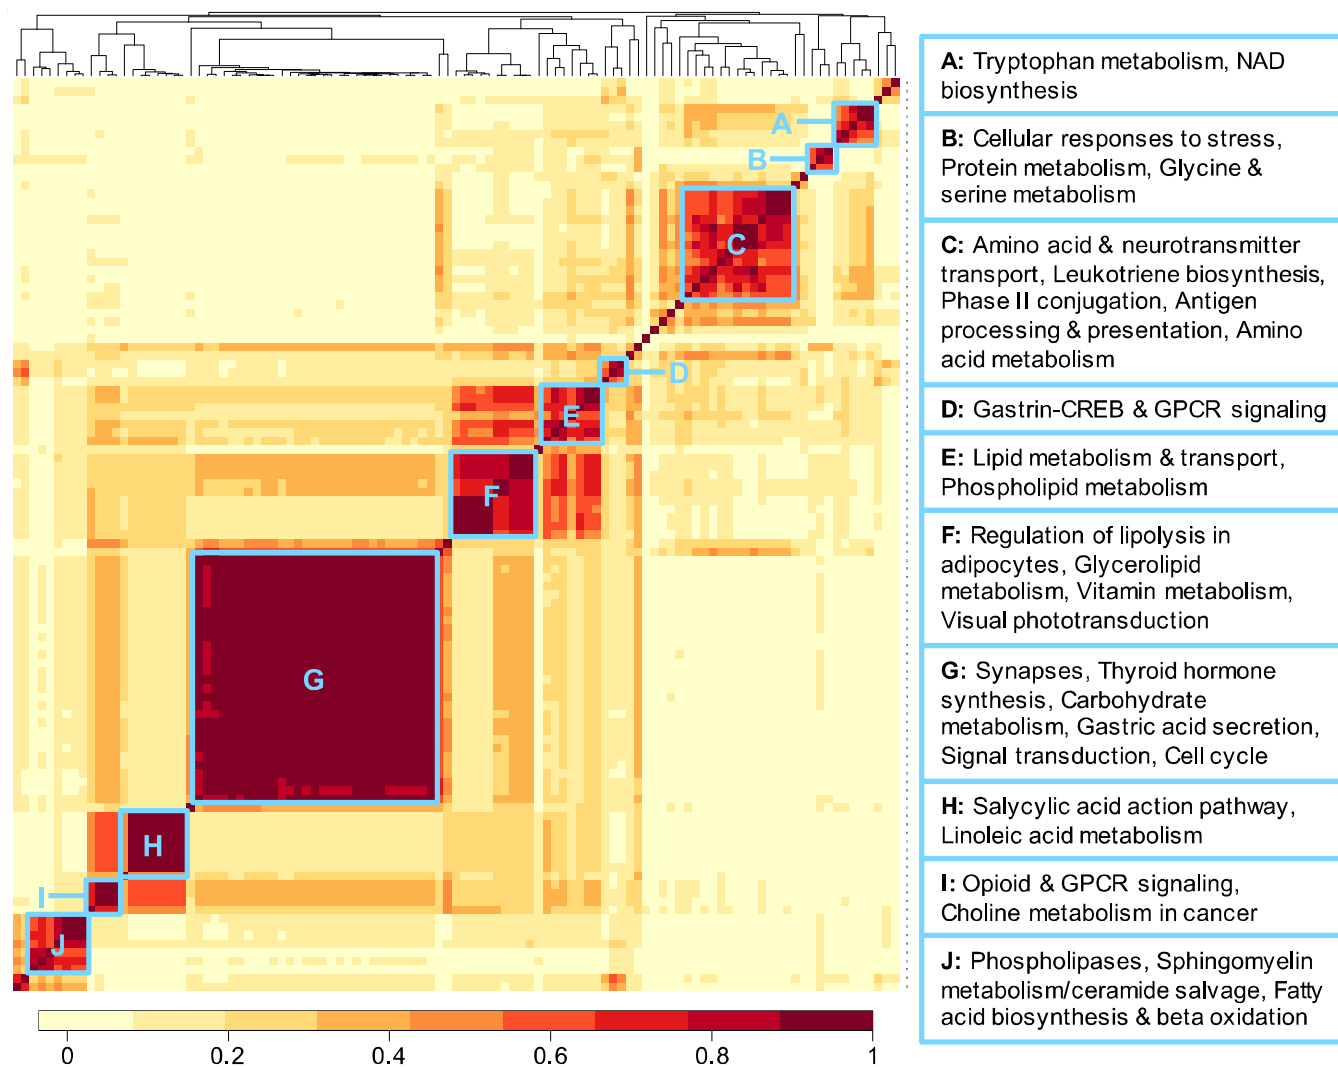 A
B
C
D
E
F
G
H
I
J
0 0.2 0.4 0.6 0.8 1
A: Tryptophan metabolism, NAD
biosynthesis
B: Cellular responses to stress,
Protein metabolism, Glycine &
serine metabolism
C: Amino acid & neurotransmitter
transport, Leukotriene biosynthesis,
Phase II conjugation, Antigen
processing & presentation, Amino
acid metabolism
D: Gastrin-CREB & GPCR signaling
E: Lipid metabolism & transport,
Phospholipid metabolism
F: Regulation of lipolysis in
adipocytes, Glycerolipid
metabolism, Vitamin metabolism,
Visual phototransduction
G: Synapses, Thyroid hormone
synthesis, Carbohydrate
metabolism, Gastric acid secretion,
Signal transduction, Cell cycle
H: Salycylic acid action pathway,
Linoleic acid metabolism
I: Opioid & GPCR signaling,
Choline metabolism in cancer
J: Phospholipases, Sphingomyelin
metabolism/ceramide salvage, Fatty
acid biosynthesis & beta oxidation